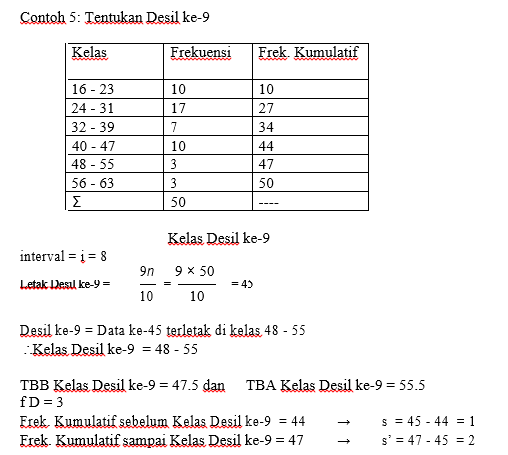 Contoh 5: Tentukan Desil ke-9
Kelas Frekuensi Frek. Kumulatif
16 - 23 10 10
24 - 31 17 27
32 - 39 7 34
40 - 47 10 44
48 - 55 3 47
56 - 63 3 50
Σ 50 ----
Kelas Desil ke-9
interval = i = 8
Letak Desil ke-9 = 9n/10 = 9 × 50/10 = 45
Desil ke-9 = Data ke-45 terletak di kelas 48 - 55
∴Kelas Desil ke-9 = 48 - 55
TBB Kelas Desil ke-9 = 47.5 dan TBA Kelas Desil ke-9 = 55.5
f D = 3
Frek. Kumulatif sebelum Kelas Desil ke-9 = 44 → s = 45 - 44 = 1
Frek. Kumulatif sampai Kelas Desil ke-9 = 47 → s’ = 47 - 45 = 2